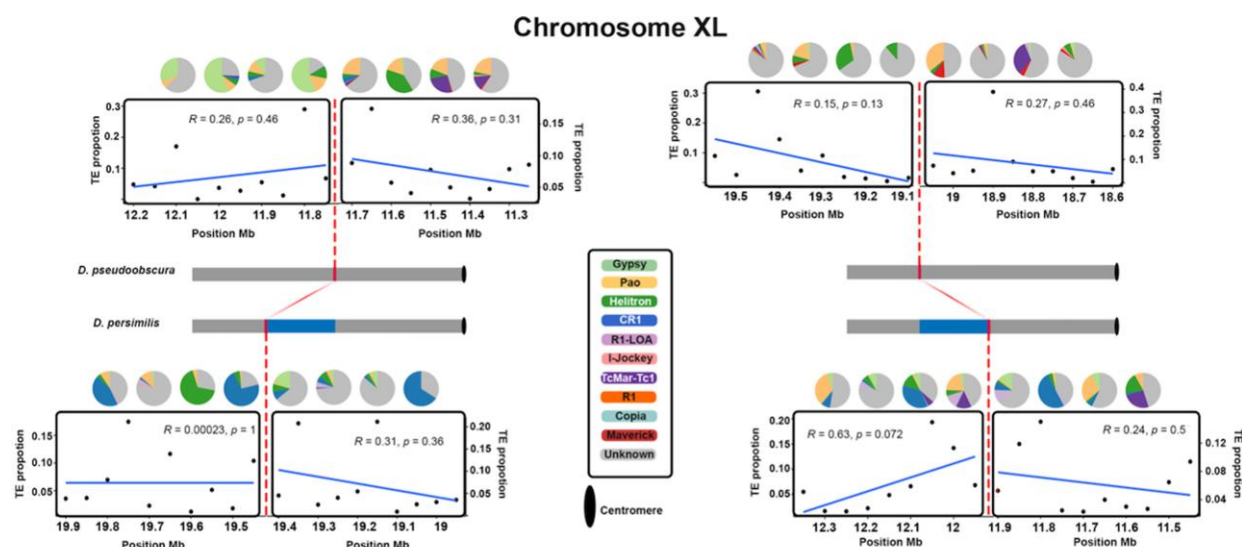 Chromosome XL
R = 0.26, p = 0.46
R = 0.36, p = 0.31
TE propotion
0.3
0.2
0.1
12.2 12.1 12 11.9 11.8
Position Mb
11.7 11.6 11.5 11.4 11.3
Position Mb
0.15
0.10
0.05
TE propotion
R = 0.15, p = 0.13
R = 0.27, p = 0.46
TE propotion
0.3
0.2
0.1
19.5 19.4 19.3 19.2 19.1
Position Mb
19 18.9 18.8 18.7 18.6
Position Mb
0.4
0.3
0.2
0.1
TE propotion
D. pseudoobscura
D. persimilis
Gypsy
Pao
Helitron
CR1
R1-LOA
I-Jockey
TcMar-Tc1
R1
Copia
Maverick
Unknown
Centromere
R = 0.00023, p = 1
R = 0.31, p = 0.36
TE propotion
0.15
0.10
0.05
19.9 19.8 19.7 19.6 19.5
Position Mb
19.4 19.3 19.2 19.1 19
Position Mb
0.20
0.15
0.10
0.05
TE propotion
R = 0.63, p = 0.072
R = 0.24, p = 0.5
TE propotion
0.20
0.15
0.10
0.05
12.3 12.2 12.1 12
Position Mb
11.9 11.8 11.7 11.6 11.5
Position Mb
0.12
0.08
0.04
TE propotion